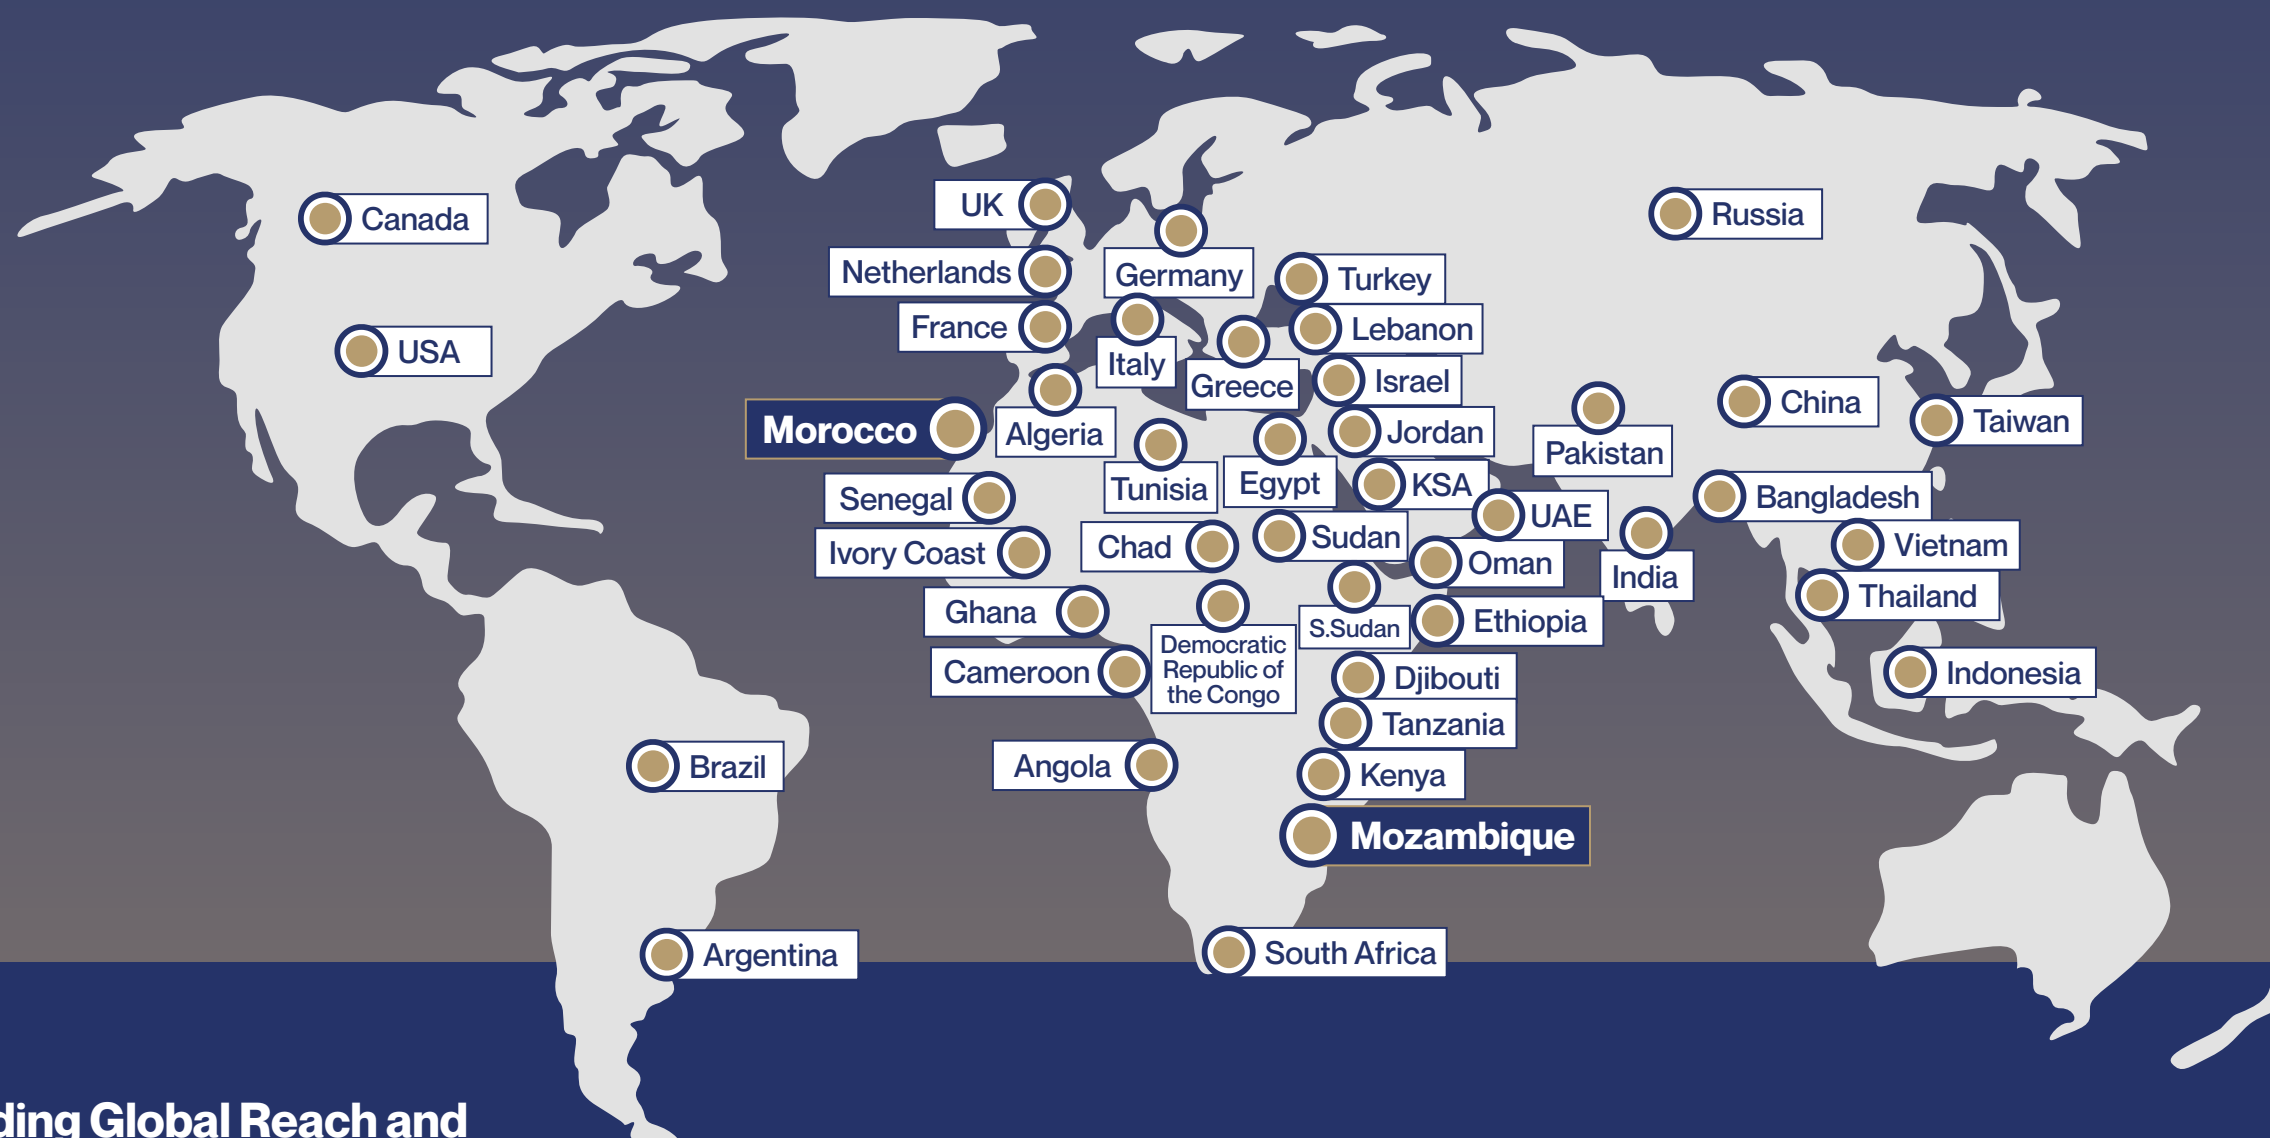 Canada
UK
Russia
Germany
Netherlands
Turkey
France
Lebanon
USA
Italy
Greece
Israel
China
Taiwan
Morocco
Algeria
Jordan
Pakistan
Tunisia
Egypt
KSA
Senegal
Bangladesh
UAE
Ivory Coast
Chad
Sudan
Oman
India
Vietnam
Thailand
Ghana
S.Sudan
Ethiopia
Democratic
Republic of
the Congo
Cameroon
Djibouti
Indonesia
Tanzania
Brazil
Angola
Kenya
Mozambique
Argentina
South Africa
ding Global Reach and